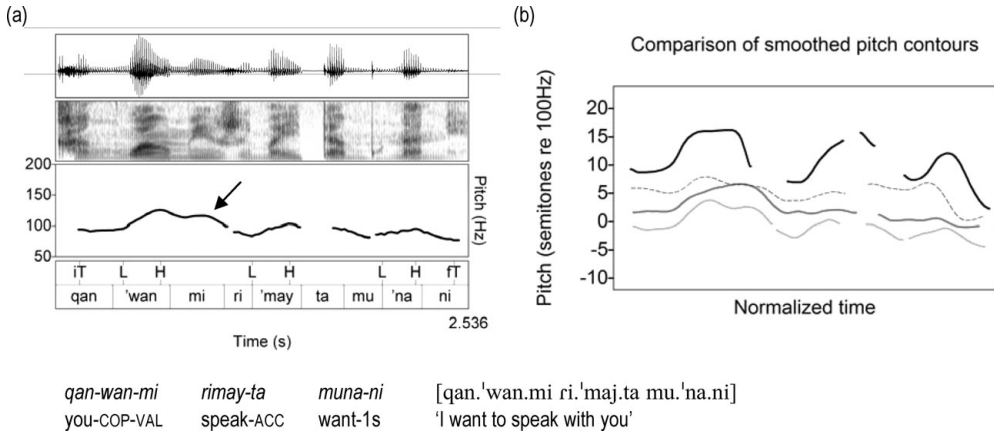 (a)
200
150
100
50
Pitch (Hz)
iT L H L H L H fT
qan 'wan mi ri 'may ta mu 'na ni
2.536
Time (s)
(b)
Comparison of smoothed pitch contours
Pitch (semitones re 100Hz)
20
15
10
5
0
-5
-10
Normalized time
qan-wan-mi rimay-ta muna-ni [qan.ˈwan.mi ɾi.ˈmaj.ta mu.ˈna.ni]
you-COP-VAL speak-ACC want-1s ‘I want to speak with you’